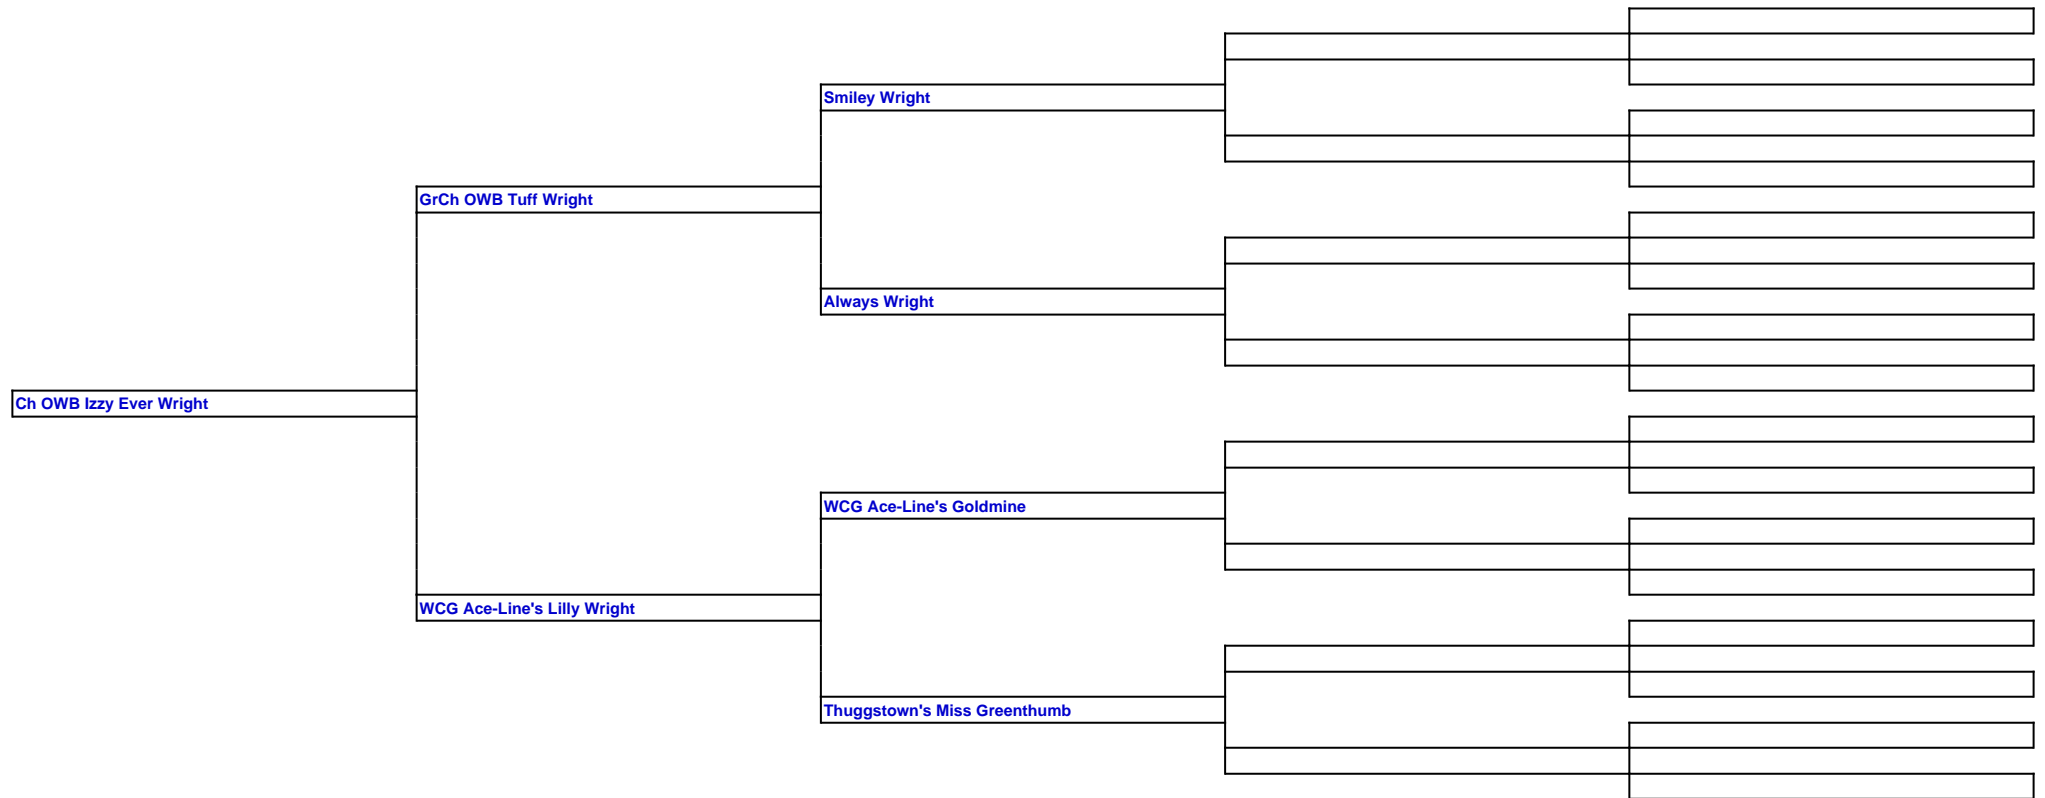 Smiley Wright
GrCh OWB Tuff Wright
Always Wright
Ch OWB Izzy Ever Wright
WCG Ace-Line's Goldmine
WCG Ace-Line's Lilly Wright
Thuggstown's Miss Greenthumb